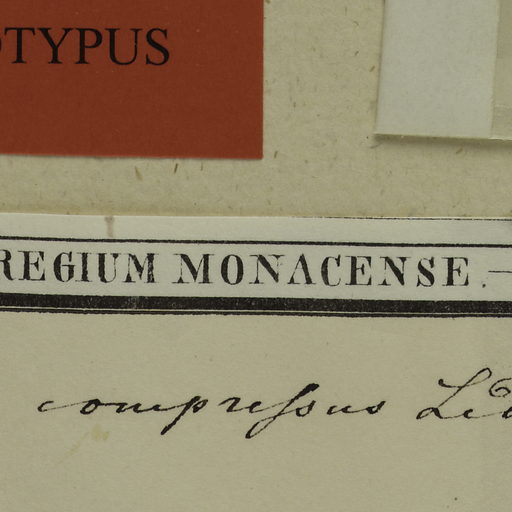 OTYPUS
REGIUM MONACENSE.—
compreſsus